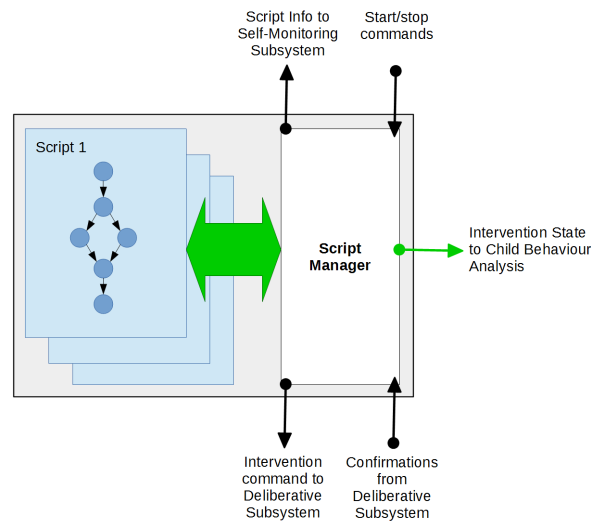 Script Info to
Self-Monitoring
Subsystem
Start/stop
commands
Script 1
Script
Manager
Intervention State
to Child Behaviour
Analysis
Intervention
command to
Deliberative
Subsystem
Confirmations
from
Deliberative
Subsystem